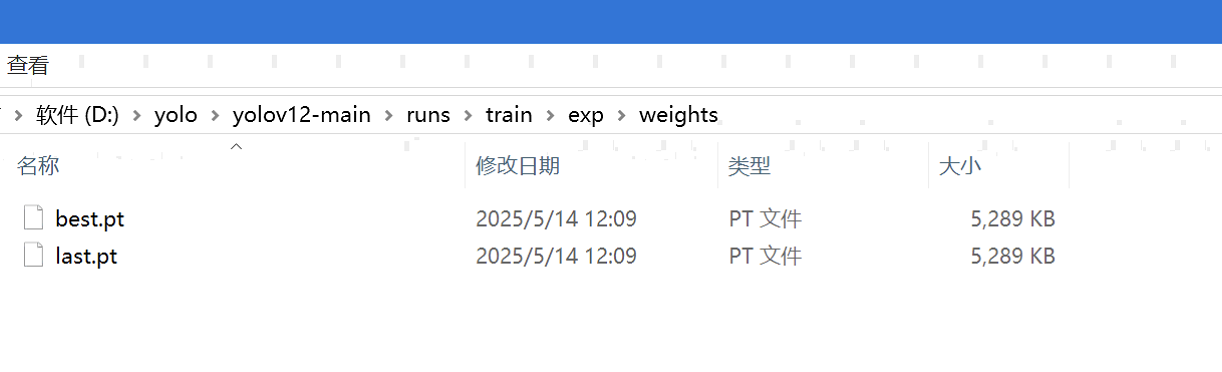 查看
软件 (D:) > yolo > yolov12-main > runs > train > exp > weights
名称 修改日期 类型 大小
best.pt 2025/5/14 12:09 PT 文件 5,289 KB
last.pt 2025/5/14 12:09 PT 文件 5,289 KB